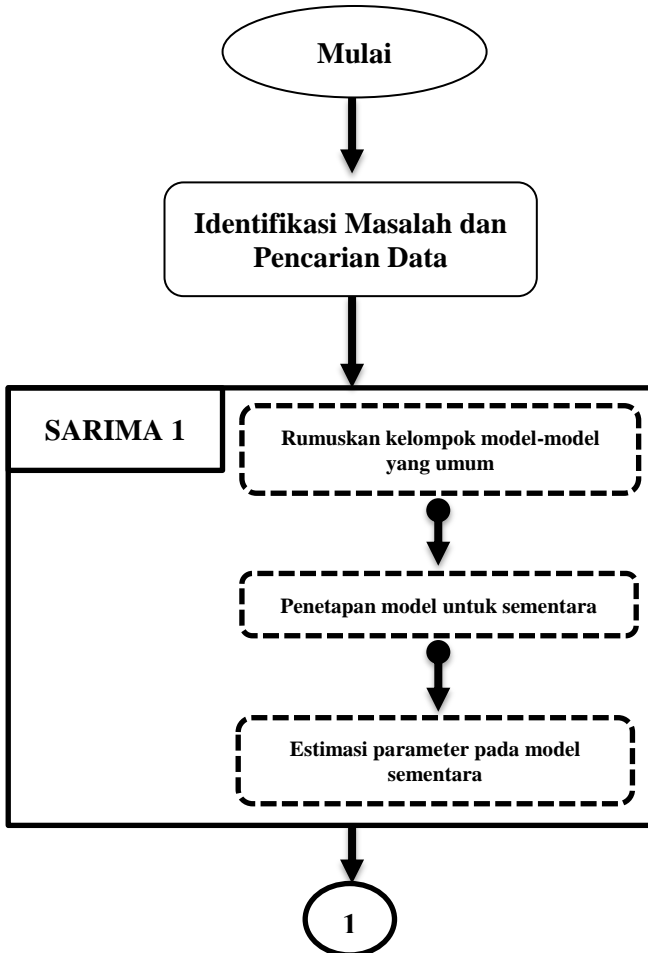 Mulai
Identifikasi Masalah dan
Pencarian Data
SARIMA 1
Rumuskan kelompok model-model
yang umum
Penetapan model untuk sementara
Estimasi parameter pada model
sementara
1